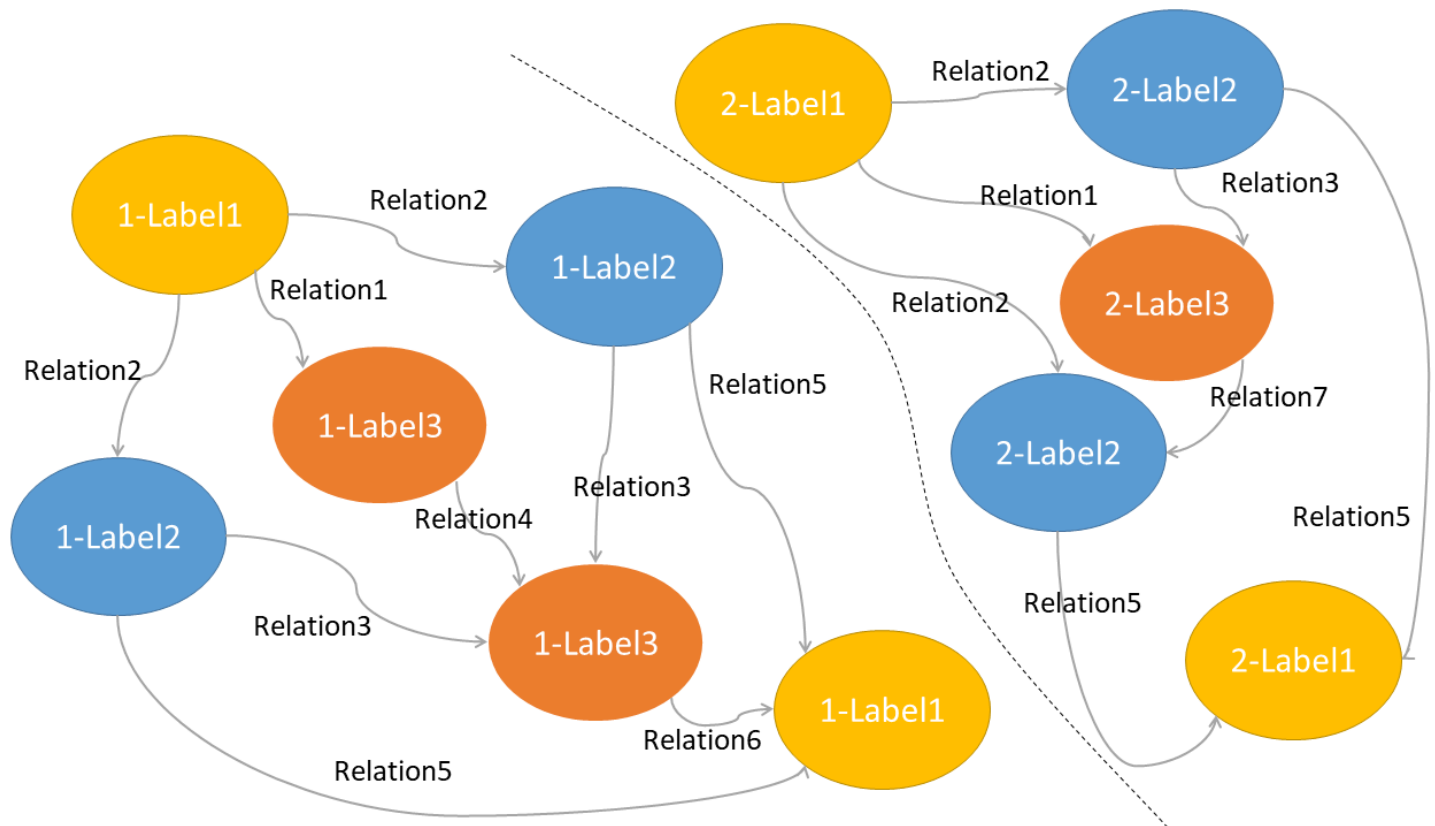 2-Label1
Relation2
2-Label2
Relation1
Relation3
2-Label3
Relation2
Relation7
2-Label2
Relation5
Relation5
2-Label1
1-Label1
Relation2
1-Label2
Relation1
Relation2
1-Label3
Relation5
Relation3
Relation4
1-Label2
Relation3
1-Label3
Relation6
1-Label1
Relation5